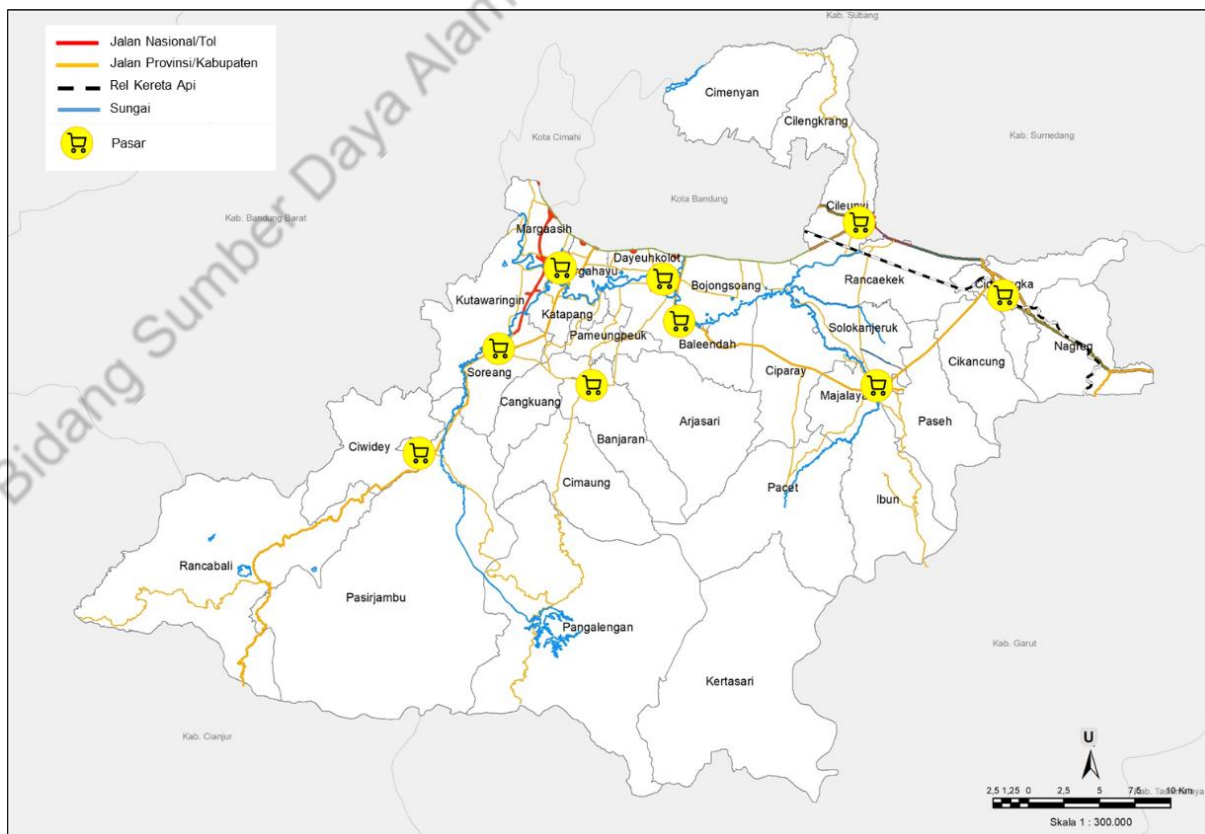 Jalan Nasional/Tol
Jalan Provinsi/Kabupaten
Rel Kereta Api
Sungai
Pasar
Bidang Sumber Daya Alam
Kab. Subang
Cimenyan
Cilengkrang
Kota Cimahi
Kab. Sumedang
Kota Bandung
Kab. Bandung Barat
Cileunyi
Margaasih
Dayeuhkolot
Bojongsoang
Rancaekek
Kutawaringin
Katapang
Solokanjeruk
Pameungpeuk
Baleendah
Nagreg
Soreang
Ciparay
Cikancung
Cangkuang
Majalaya
Arjasari
Paseh
Ciwidey
Banjaran
Cimaung
Pacet
Ibun
Rancabali
Pasirjambu
Pangalengan
Kab. Garut
Kertasari
Kab. Cianjur
U
2,5 1,25 0 2,5 5 7,5 10 Km
Skala 1 : 300.000